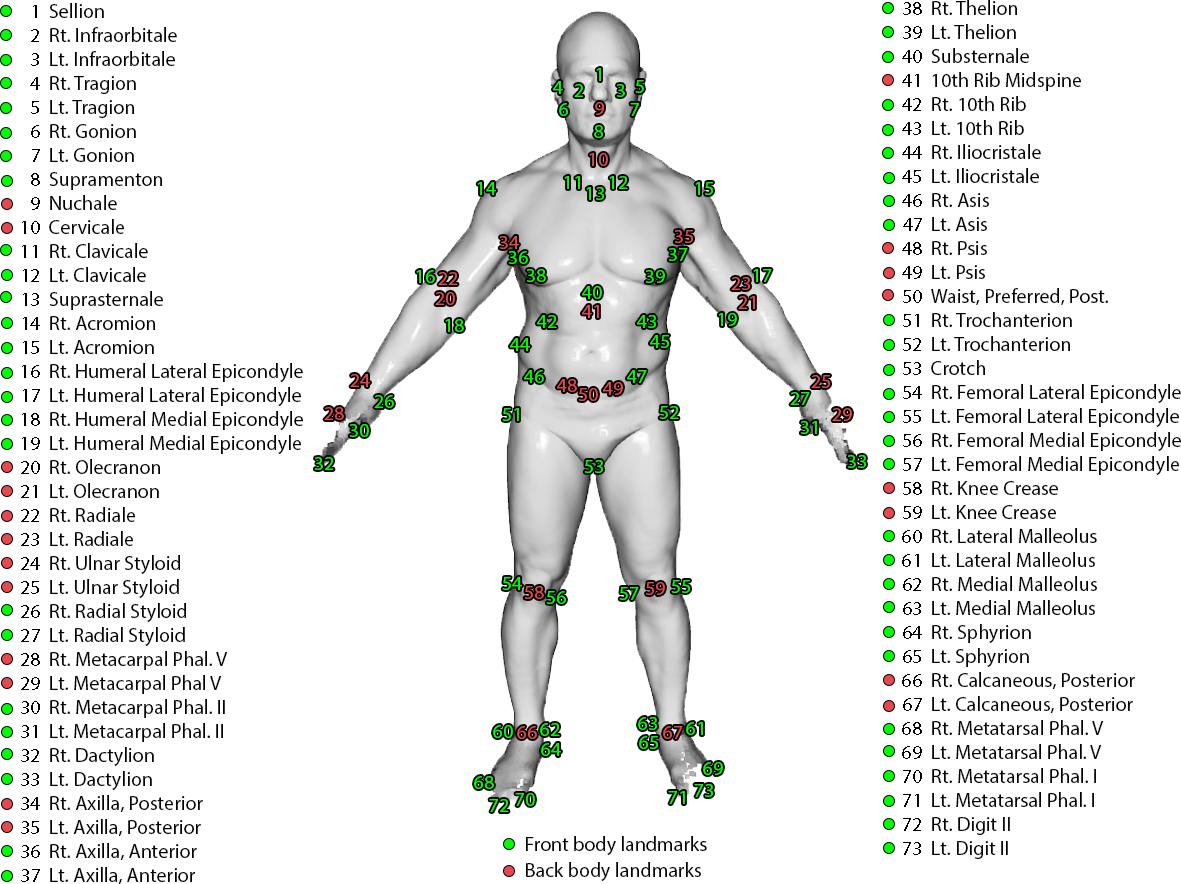 1 Sellion
2 Rt. Infraorbitale
3 Lt. Infraorbitale
4 Rt. Tragion
5 Lt. Tragion
6 Rt. Gonion
7 Lt. Gonion
8 Supramenton
9 Nuchale
10 Cervicale
11 Rt. Clavicale
12 Lt. Clavicale
13 Suprasternale
14 Rt. Acromion
15 Lt. Acromion
16 Rt. Humeral Lateral Epicondyle
17 Lt. Humeral Lateral Epicondyle
18 Rt. Humeral Medial Epicondyle
19 Lt. Humeral Medial Epicondyle
20 Rt. Olecranon
21 Lt. Olecranon
22 Rt. Radiale
23 Lt. Radiale
24 Rt. Ulnar Styloid
25 Lt. Ulnar Styloid
26 Rt. Radial Styloid
27 Lt. Radial Styloid
28 Rt. Metacarpal Phal. V
29 Lt. Metacarpal Phal V
30 Rt. Metacarpal Phal. II
31 Lt. Metacarpal Phal. II
32 Rt. Dactylion
33 Lt. Dactylion
34 Rt. Axilla, Posterior
35 Lt. Axilla, Posterior
36 Rt. Axilla, Anterior
37 Lt. Axilla, Anterior
1
4 2 3 5
6 9 7
8
10
11 12
14 13 15
34 35
36 37
16 22 38 39 23 17
20 40 21
41
18 42 43 19
44 45
24 46 48 47 25
26 50 49 27
28 51 52 29
30 31
32 53 33
54 58 56 57 59 55
60 66 62 63 67 61
64 65
68 69
72 70 71 73
Front body landmarks
Back body landmarks
38 Rt. Thelion
39 Lt. Thelion
40 Substernale
41 10th Rib Midspine
42 Rt. 10th Rib
43 Lt. 10th Rib
44 Rt. Iliocristale
45 Lt. Iliocristale
46 Rt. Asis
47 Lt. Asis
48 Rt. Psis
49 Lt. Psis
50 Waist, Preferred, Post.
51 Rt. Trochanterion
52 Lt. Trochanterion
53 Crotch
54 Rt. Femoral Lateral Epicondyle
55 Lt. Femoral Lateral Epicondyle
56 Rt. Femoral Medial Epicondyle
57 Lt. Femoral Medial Epicondyle
58 Rt. Knee Crease
59 Lt. Knee Crease
60 Rt. Lateral Malleolus
61 Lt. Lateral Malleolus
62 Rt. Medial Malleolus
63 Lt. Medial Malleolus
64 Rt. Sphyrion
65 Lt. Sphyrion
66 Rt. Calcaneous, Posterior
67 Lt. Calcaneous, Posterior
68 Rt. Metatarsal Phal. V
69 Lt. Metatarsal Phal. V
70 Rt. Metatarsal Phal. I
71 Lt. Metatarsal Phal. I
72 Rt. Digit II
73 Lt. Digit II